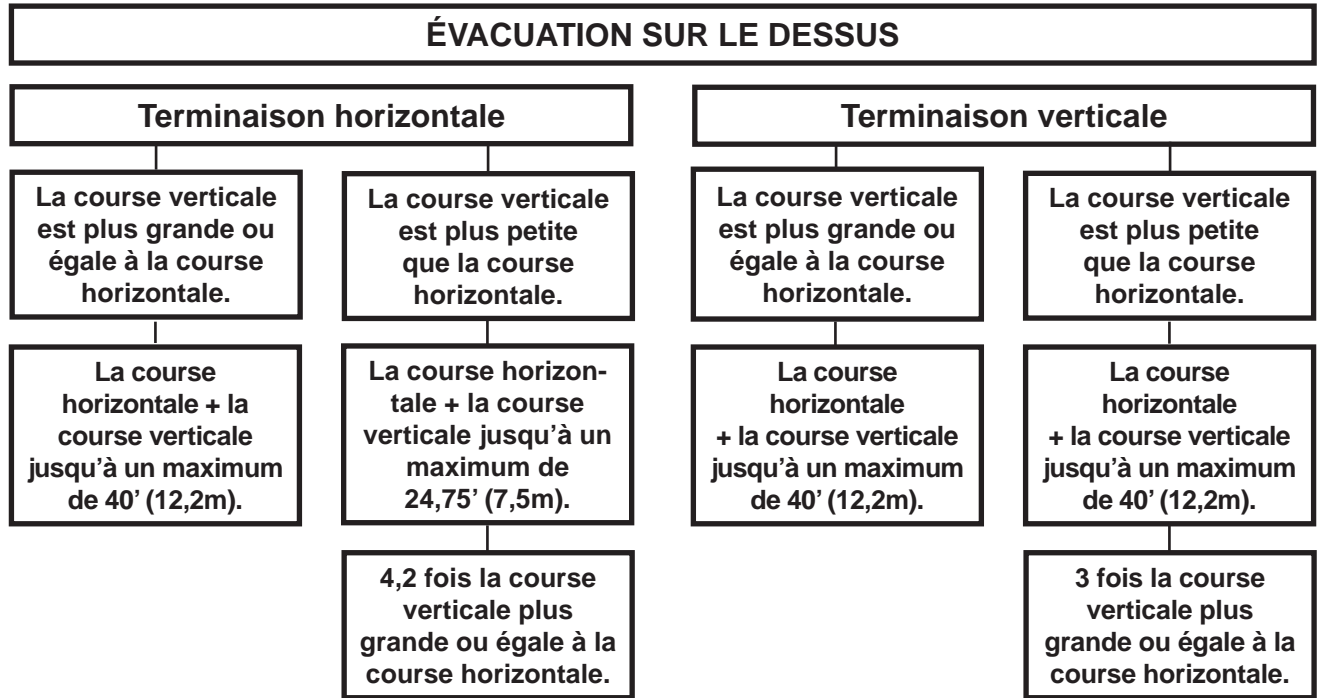 ÉVACUATION SUR LE DESSUS
Terminaison horizontale
La course verticale
est plus grande ou
égale à la course
horizontale.
La course
horizontale + la
course verticale
jusqu’à un maximum
de 40’ (12,2m).
La course verticale
est plus petite
que la course
horizontale.
La course horizon-
tale + la course
verticale jusqu’à un
maximum de
24,75’ (7,5m).
4,2 fois la course
verticale plus
grande ou égale à la
course horizontale.
Terminaison verticale
La course verticale
est plus grande ou
égale à la course
horizontale.
La course
horizontale
+ la course verticale
jusqu’à un maximum
de 40’ (12,2m).
La course verticale
est plus petite
que la course
horizontale.
La course
horizontale
+ la course verticale
jusqu’à un maximum
de 40’ (12,2m).
3 fois la course
verticale plus
grande ou égale à la
course horizontale.